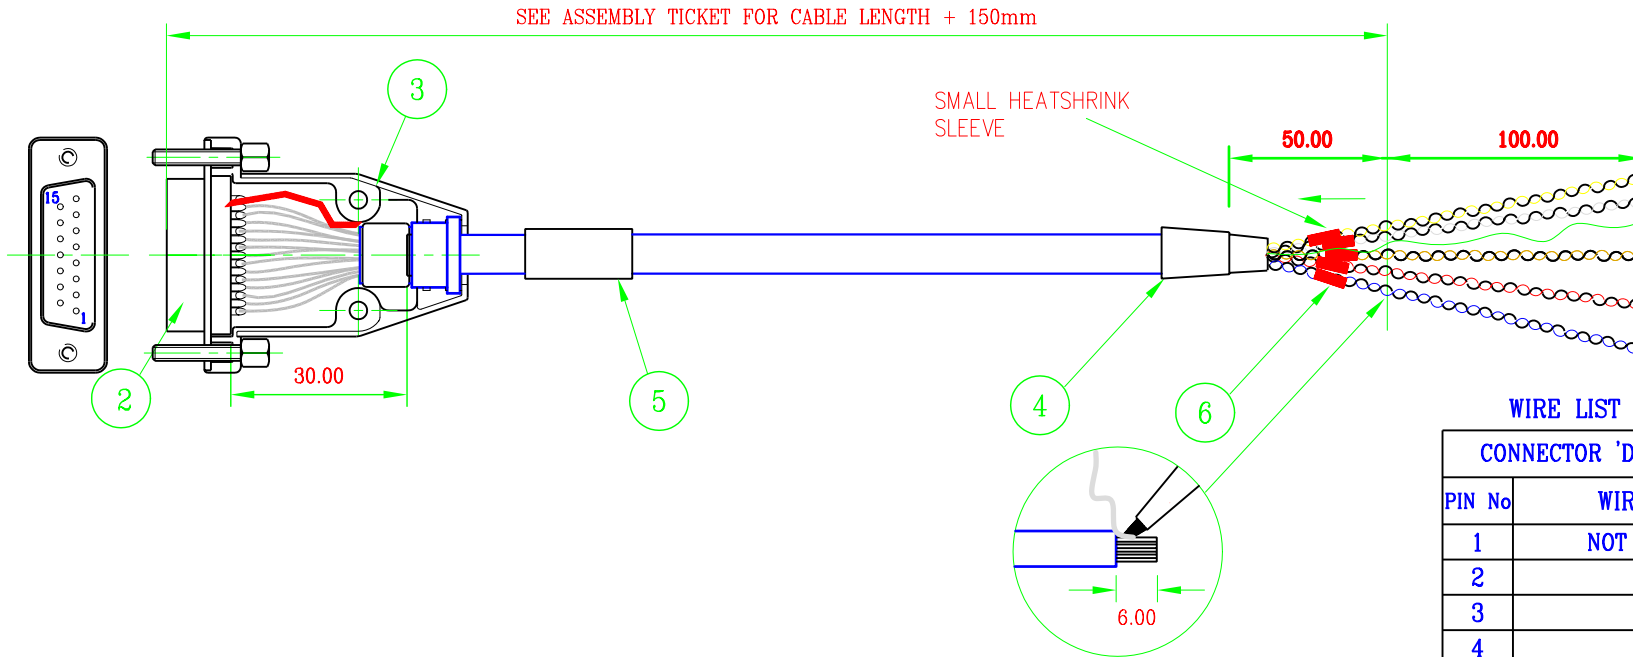 SEE ASSEMBLY TICKET FOR CABLE LENGTH + 150mm
3
SMALL HEATSHRINK
SLEEVE
50.00
100.00
15
1
30.00
2
5
4
6
6.00
WIRE LIST
CONNECTOR 'D
PIN No WIR
1 NOT
2
3
4